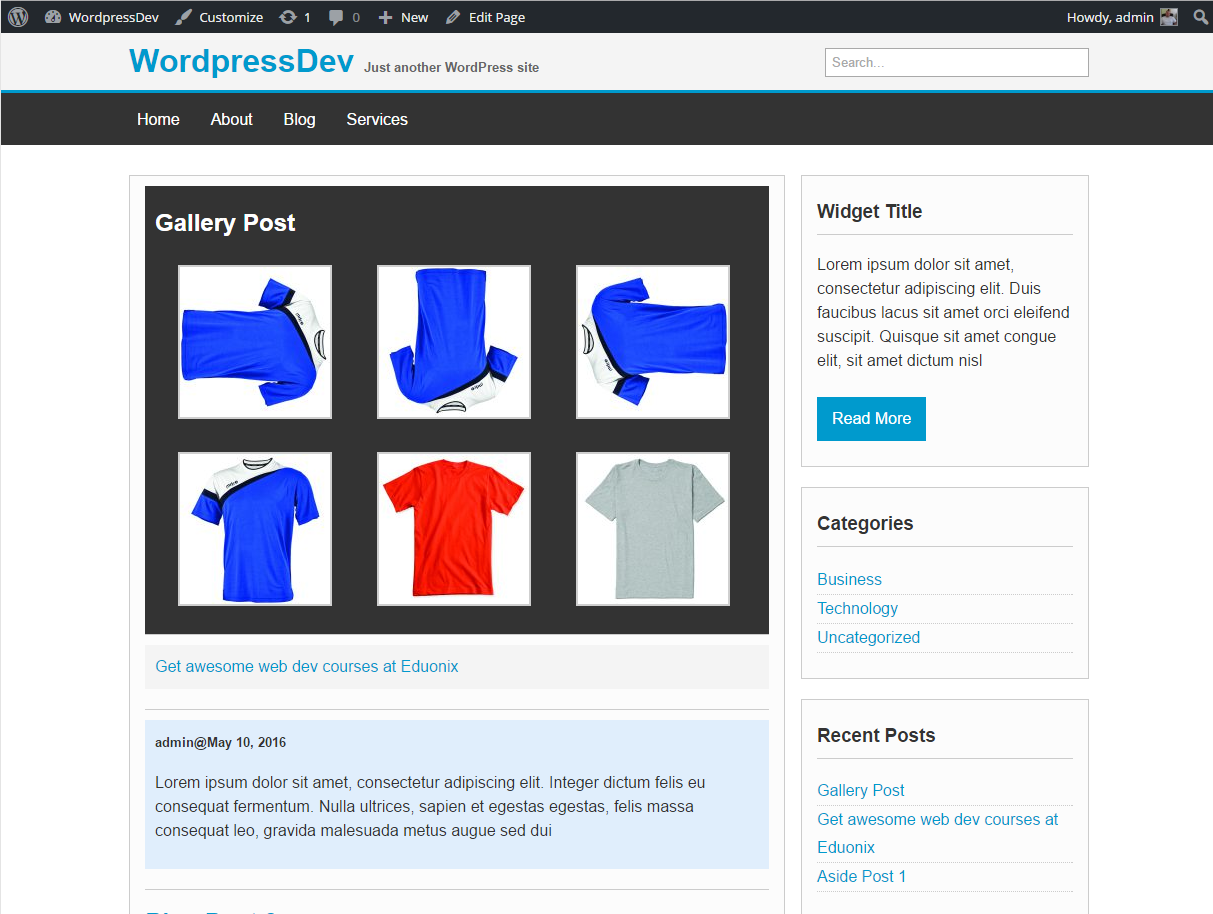 WordpressDev Customize 1 0 New Edit Page Howdy, admin
WordpressDev Just another WordPress site Search...
Home About Blog Services
Gallery Post
mitre
mitre
mitre
mitre
Get awesome web dev courses at Eduonix
admin@May 10, 2016
Lorem ipsum dolor sit amet, consectetur adipiscing elit. Integer dictum felis eu
consequat fermentum. Nulla ultrices, sapien et egestas egestas, felis massa
consequat leo, gravida malesuada metus augue sed dui
Widget Title
Lorem ipsum dolor sit amet,
consectetur adipiscing elit. Duis
faucibus lacus sit amet orci eleifend
suscipit. Quisque sit amet congue
elit, sit amet dictum nisl
Read More
Categories
Business
Technology
Uncategorized
Recent Posts
Gallery Post
Get awesome web dev courses at
Eduonix
Aside Post 1